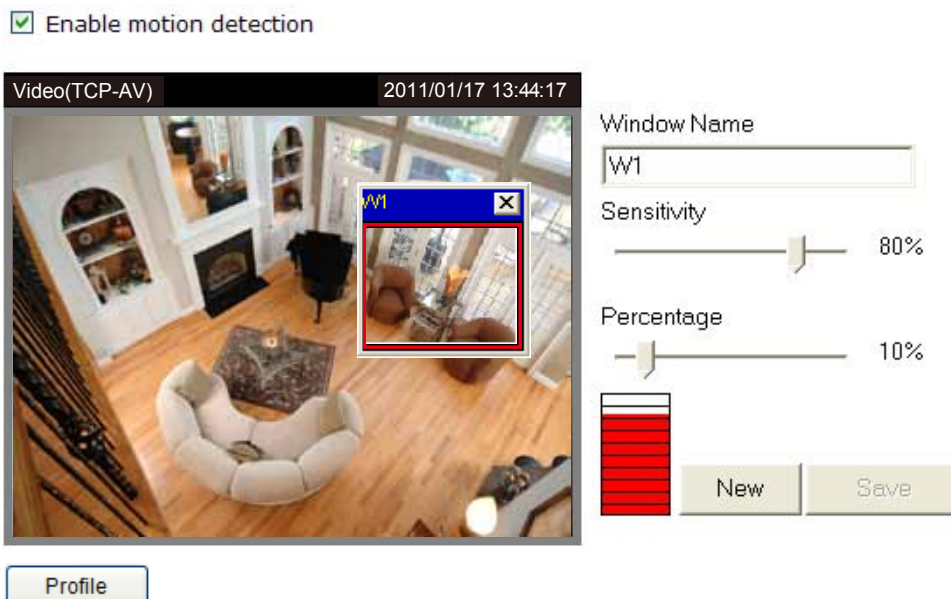 Enable motion detection
Video(TCP-AV) 2011/01/17 13:44:17
Window Name
W1
W1
Sensitivity
80%
Percentage
10%
New Save
Profile